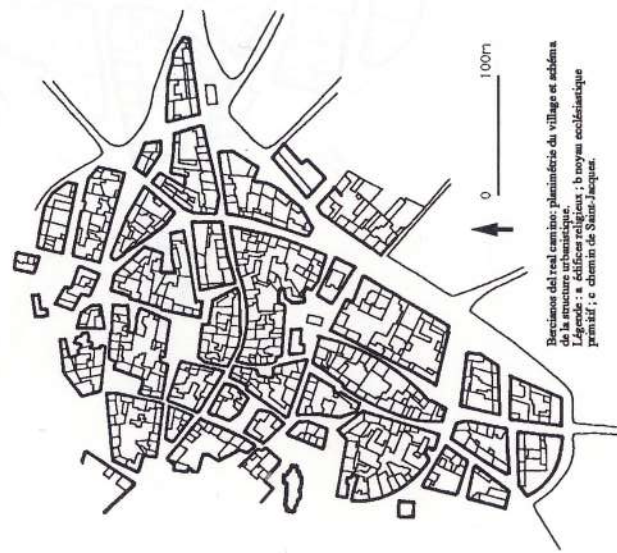 0 100m
Bercianos del real camino: planimétrie du village et schéma
de la structure urbanistique.
Légende : a édifices religieux ; b noyau ecclésiastique
primitif ; c chemin de Saint-Jacques.